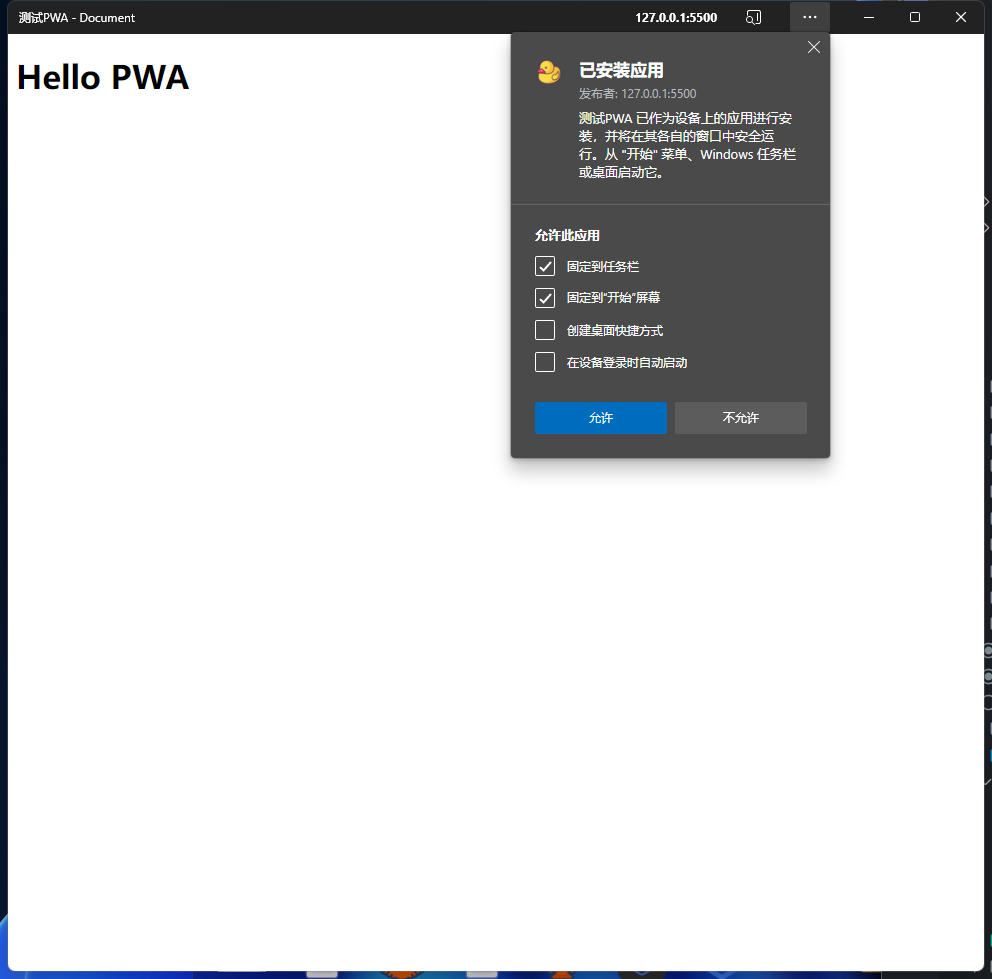 测试PWA - Document
127.0.0.1:5500
Hello PWA
已安装应用
发布者: 127.0.0.1:5500
测试PWA 已作为设备上的应用进行安
装，并将在其各自的窗口中安全运
行。从 "开始" 菜单、Windows 任务栏
或桌面启动它。
允许此应用
固定到任务栏
固定到"开始"屏幕
创建桌面快捷方式
在设备登录时自动启动
允许
不允许